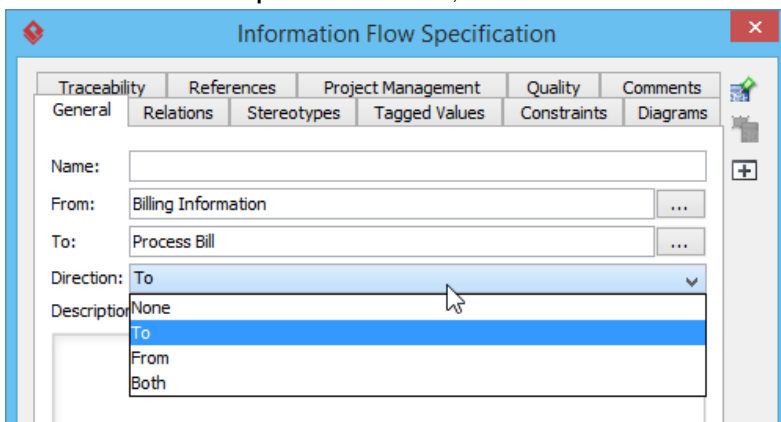 Information Flow Specification
Traceability References Project Management Quality Comments
General Relations Stereotypes Tagged Values Constraints Diagrams
Name:
From: Billing Information ...
To: Process Bill ...
Direction: To
Description
None
To
From
Both